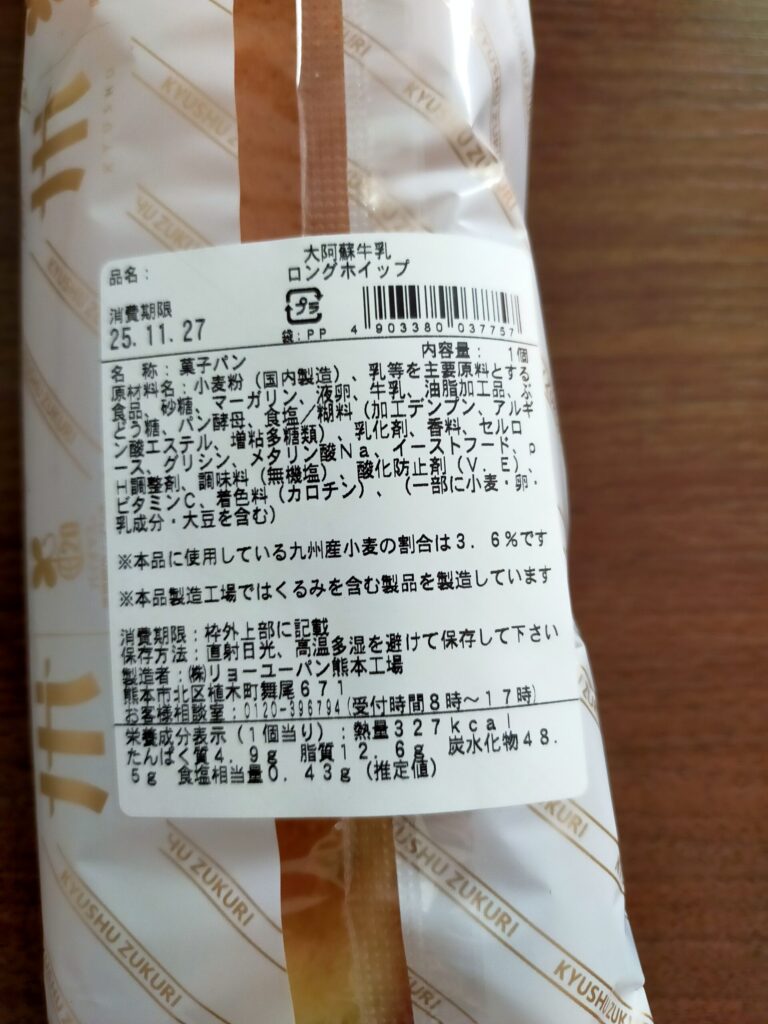 KYUSHU ZUKURI
KYUSHU ZUKURI
大阿蘇牛乳
品名： ロングホイップ
消費期限
25.11.27
プラ
袋:PP
4 903380 037757
内容量： 1個
名 称：菓子パン
原材料名：小麦粉（国内製造）、乳等を主要原料とする
食品、砂糖、マーガリン、液卵、牛乳、油脂加工品、ぶ
どう糖、パン酵母、食塩／糊料（加工デンプン、アルギ
ン酸エステル、増粘多糖類）、乳化剤、香料、セルロ
ース、グリシン、メタリン酸Ｎａ、イーストフード、ｐ
Ｈ調整剤、調味料（無機塩）、酸化防止剤（Ｖ．Ｅ）、
ビタミンＣ、着色料（カロチン）、（一部に小麦・卵・
乳成分・大豆を含む）
※本品に使用している九州産小麦の割合は３．６％です
※本品製造工場ではくるみを含む製品を製造しています
消費期限：枠外上部に記載
保存方法：直射日光、高温多湿を避けて保存して下さい
製造者：㈱リョーユーパン熊本工場
熊本市北区植木町舞尾６７１
お客様相談室：0120-396794(受付時間８時～１７時)
栄養成分表示（１個当り）：熱量３２７ｋｃａｌ
たんぱく質４．９ｇ 脂質１２．６ｇ 炭水化物４８．
５ｇ 食塩相当量０．４３ｇ（推定値）
KYUSHU ZUKURI
KYUSHU ZUKURI
KYUSHU ZUKURI